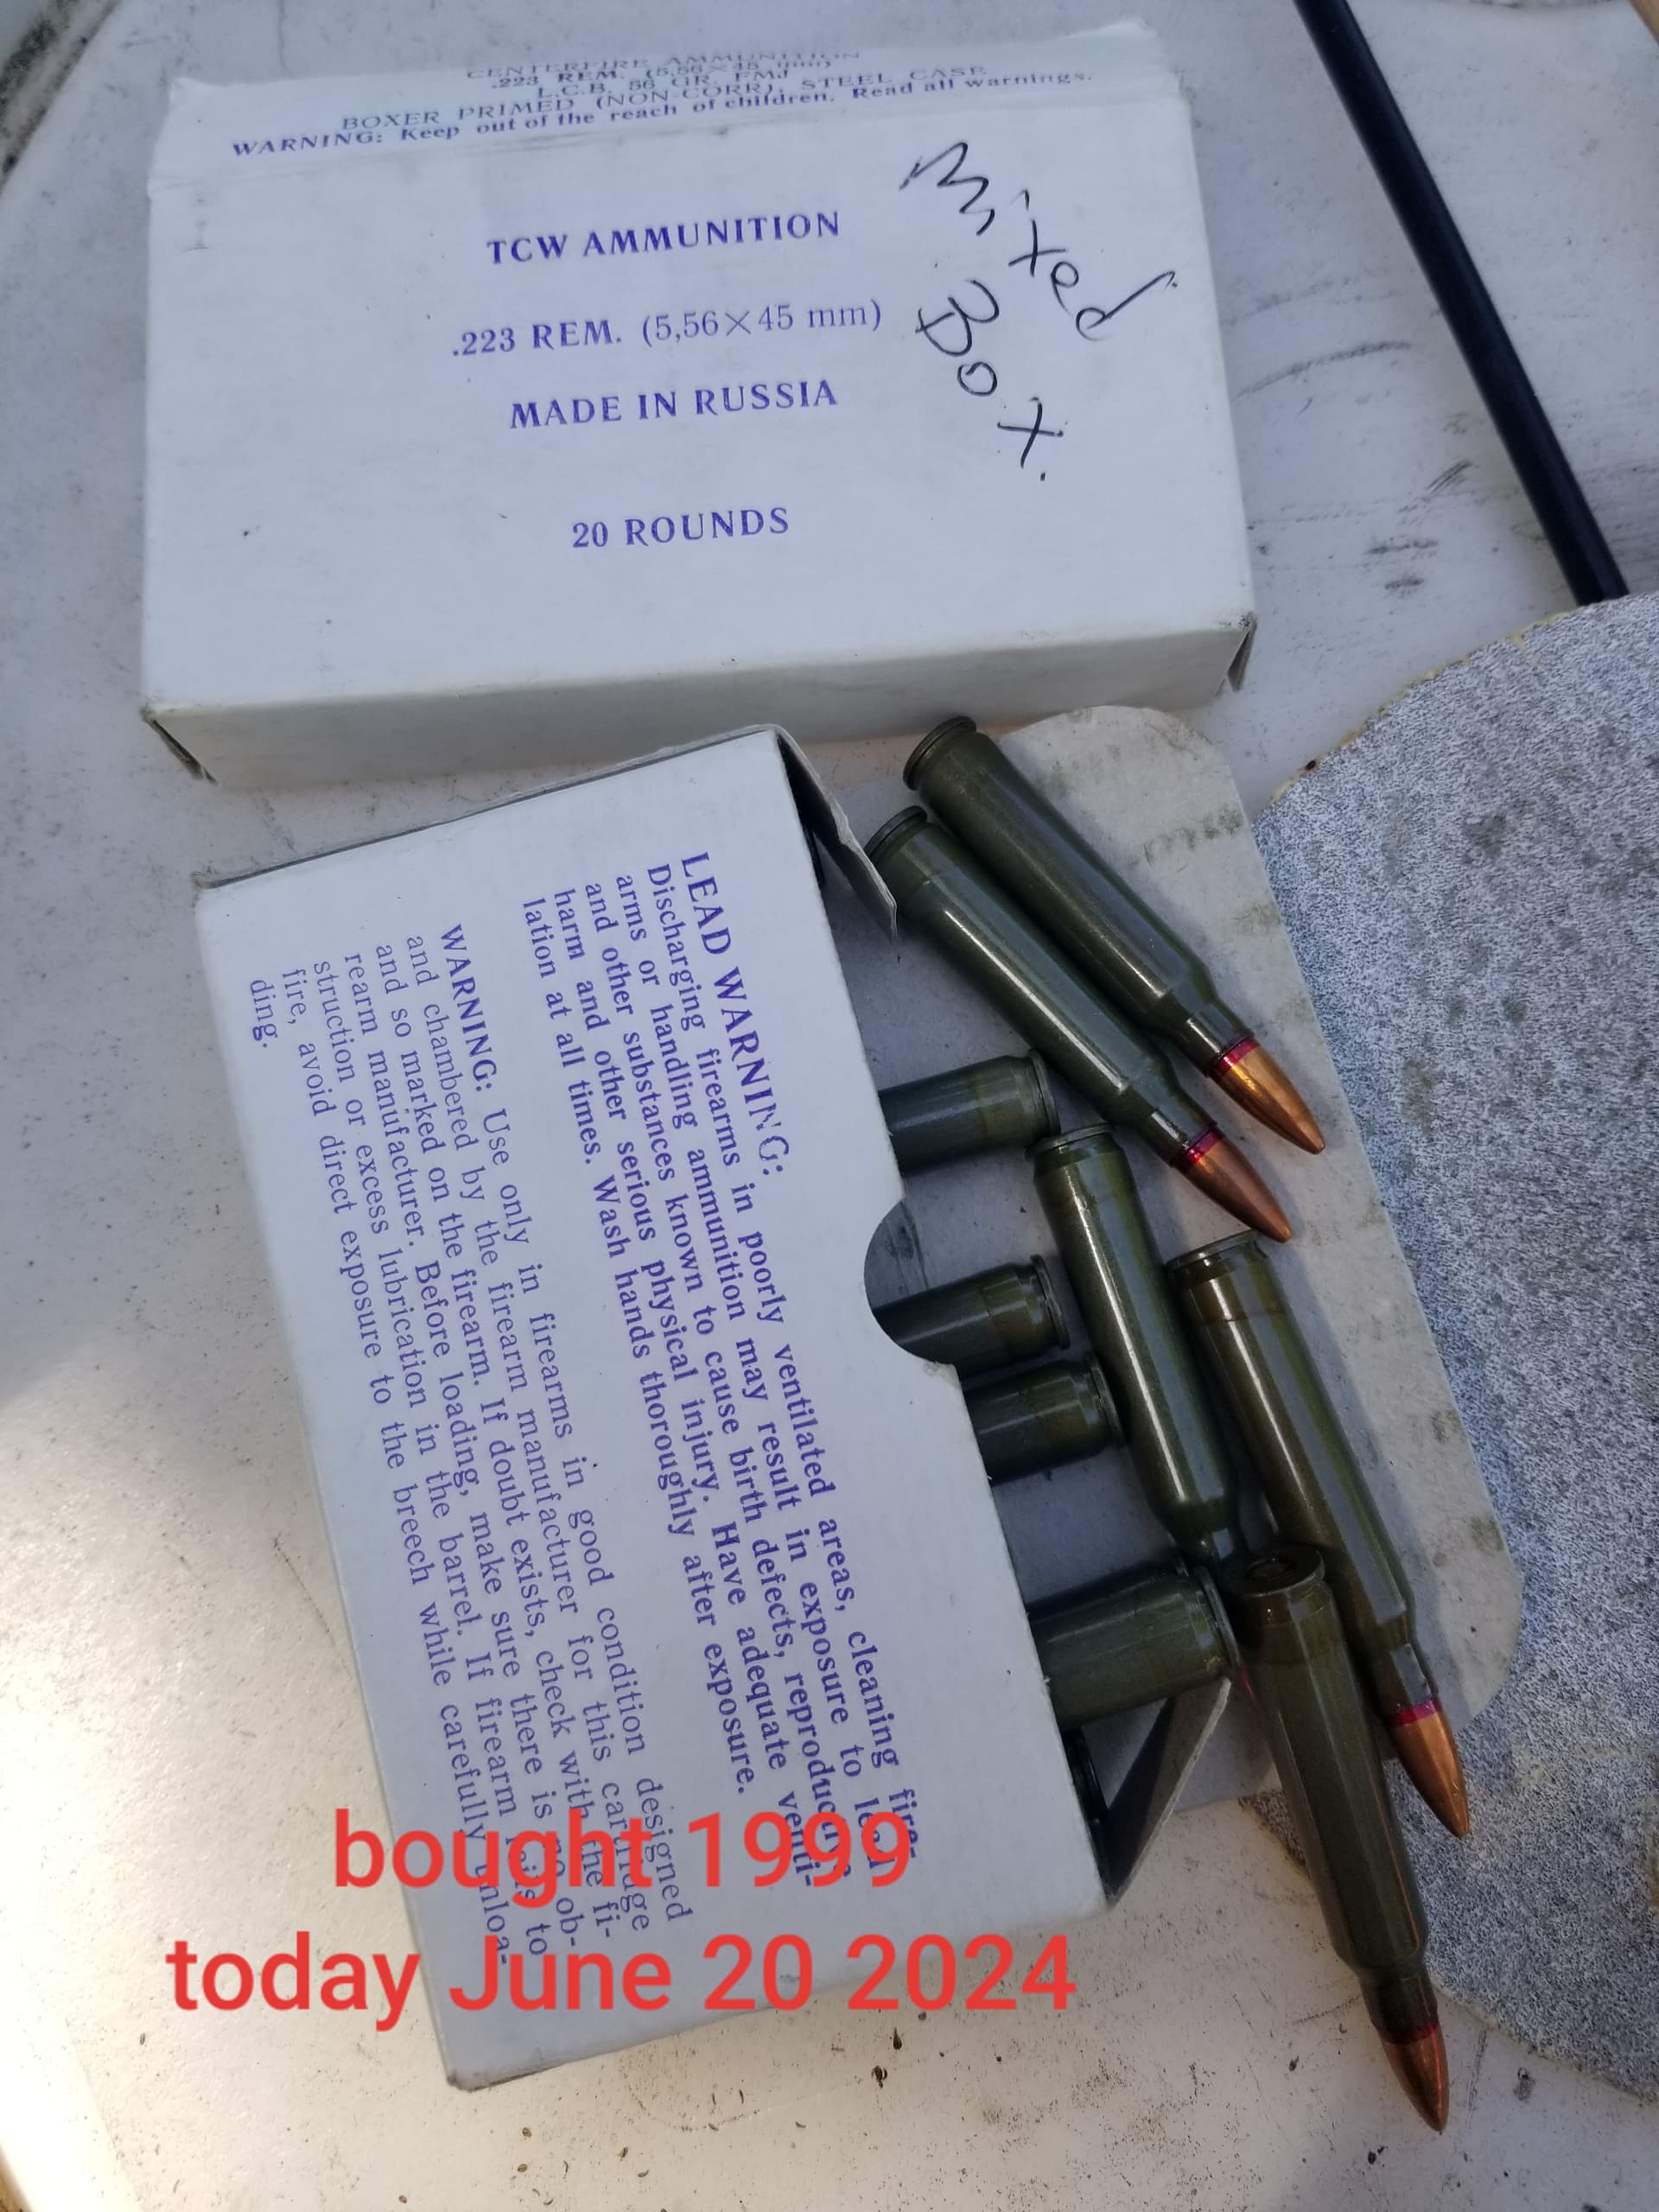 CENTERFIRE AMMUNITION
.223 REM. (5,56×45 mm)
L.C.B. 56 GR. FMJ
BOXER PRIMED (NON-CORR), STEEL CASE
WARNING: Keep out of the reach of children. Read all warnings.
TCW AMMUNITION
.223 REM. (5,56×45 mm)
MADE IN RUSSIA
20 ROUNDS
Mixed
Box.
LEAD WARNING:
Discharging firearms in poorly ventilated areas, cleaning fire-
arms or handling ammunition may result in exposure to lead
and other substances known to cause birth defects, reproductive
harm and other serious physical injury. Have adequate venti-
lation at all times. Wash hands thoroughly after exposure.
WARNING: Use only in firearms in good condition designed
and chambered by the firearm manufacturer for this cartridge
and so marked on the firearm. If doubt exists, check with the fi-
rearm manufacturer. Before loading, make sure there is no ob-
struction or excess lubrication in the barrel. If firearm fails to
fire, avoid direct exposure to the breech while carefully unloa-
ding.
bought 1999
today June 20 2024